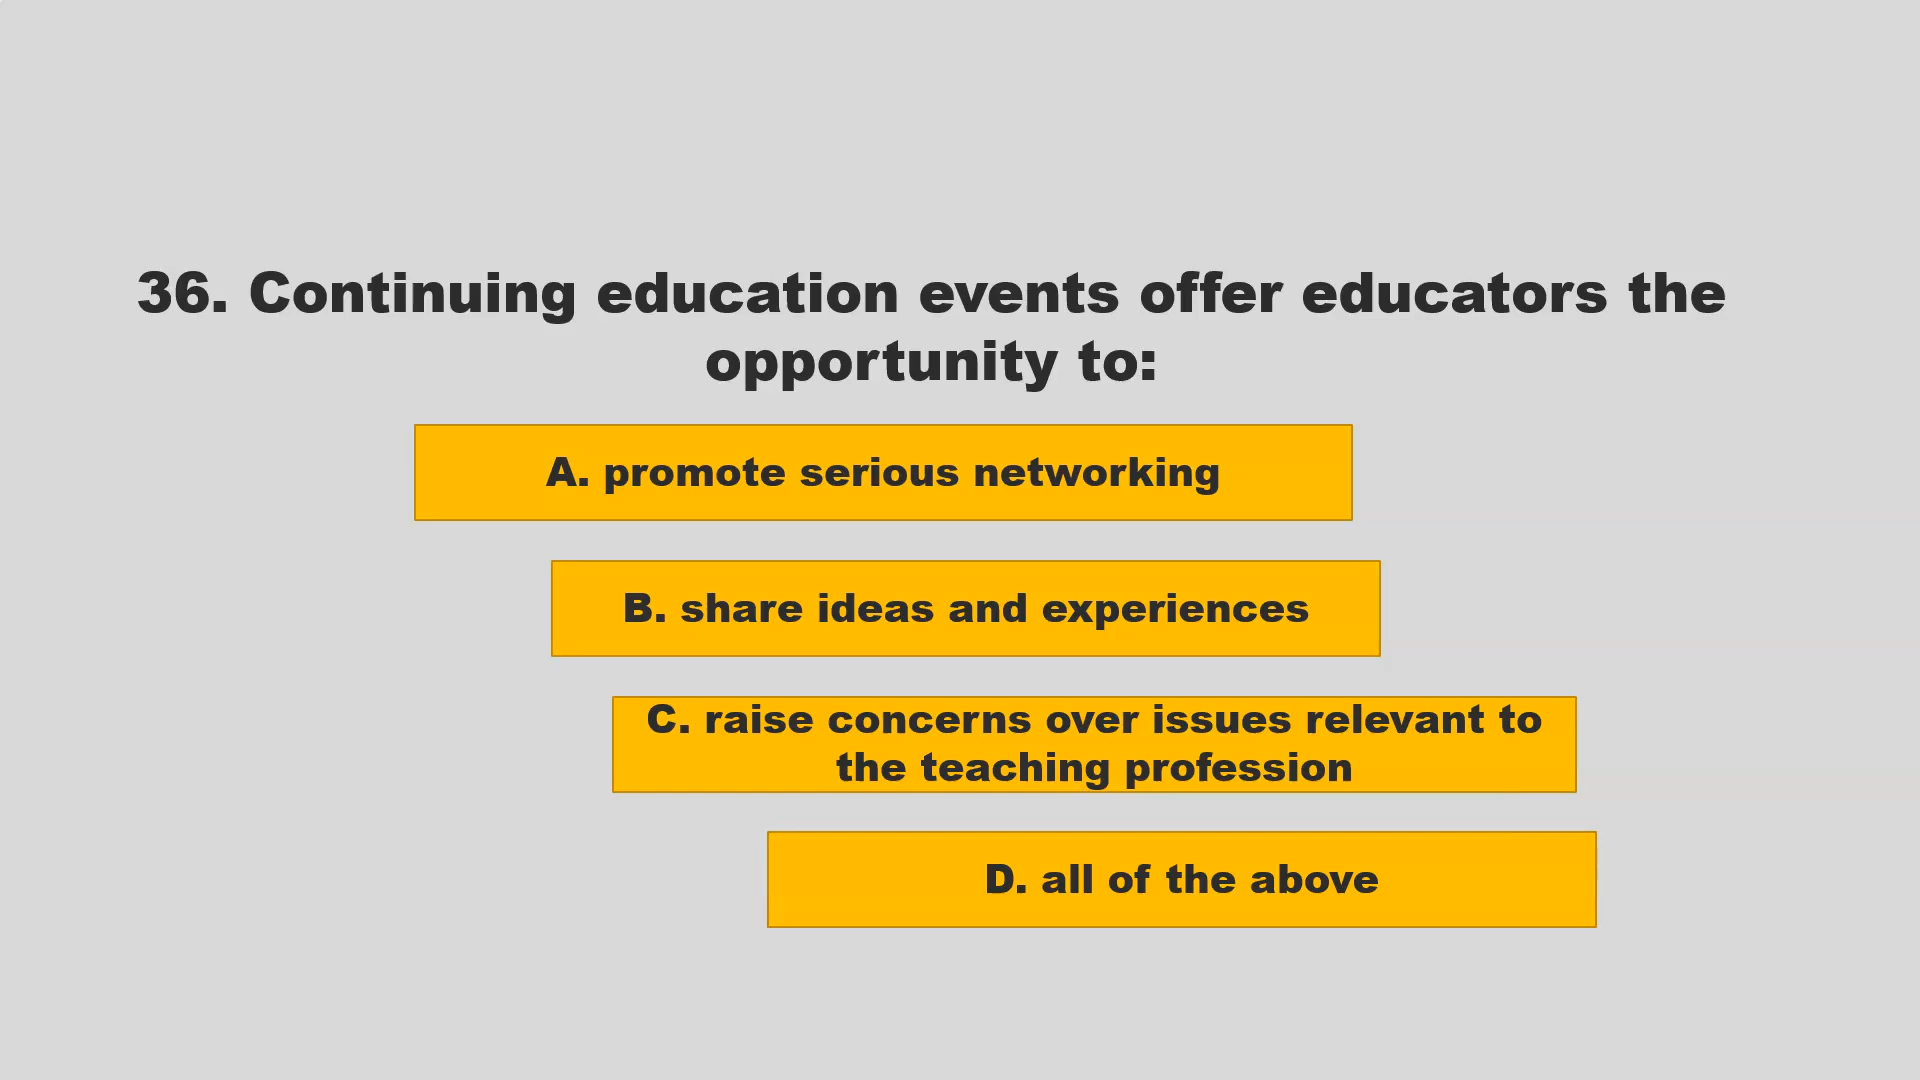 36. Continuing education events offer educators the
opportunity to:
A. promote serious networking
B. share ideas and experiences
C. raise concerns over issues relevant to
the teaching profession
D. all of the above